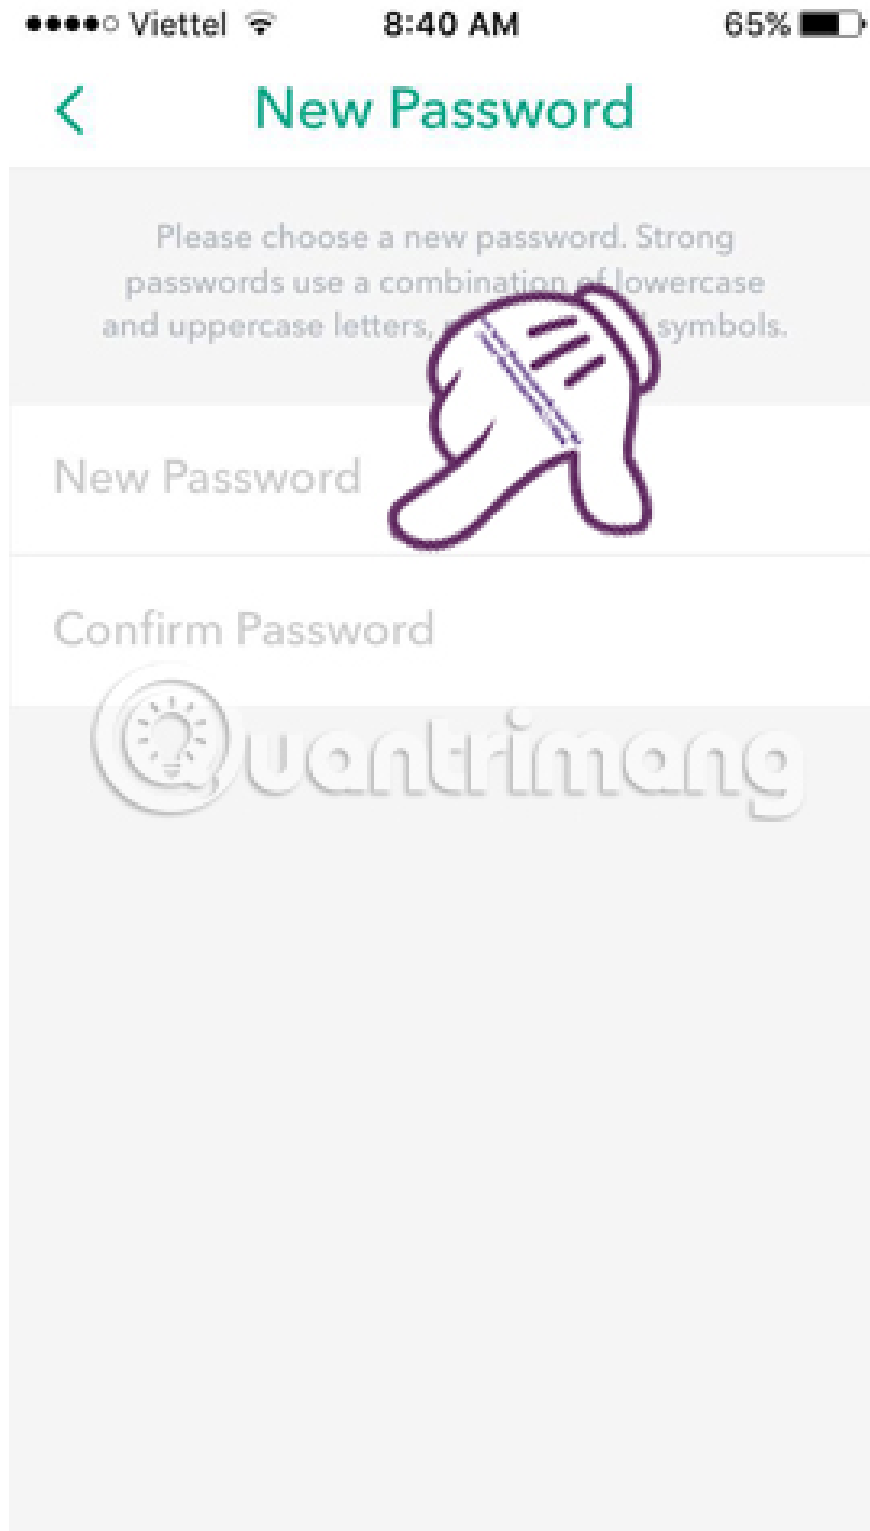 Viettel 8:40 AM 65%
New Password
Please choose a new password. Strong
passwords use a combination of lowercase
and uppercase letters, symbols.
New Password
Confirm Password
Quantrimang